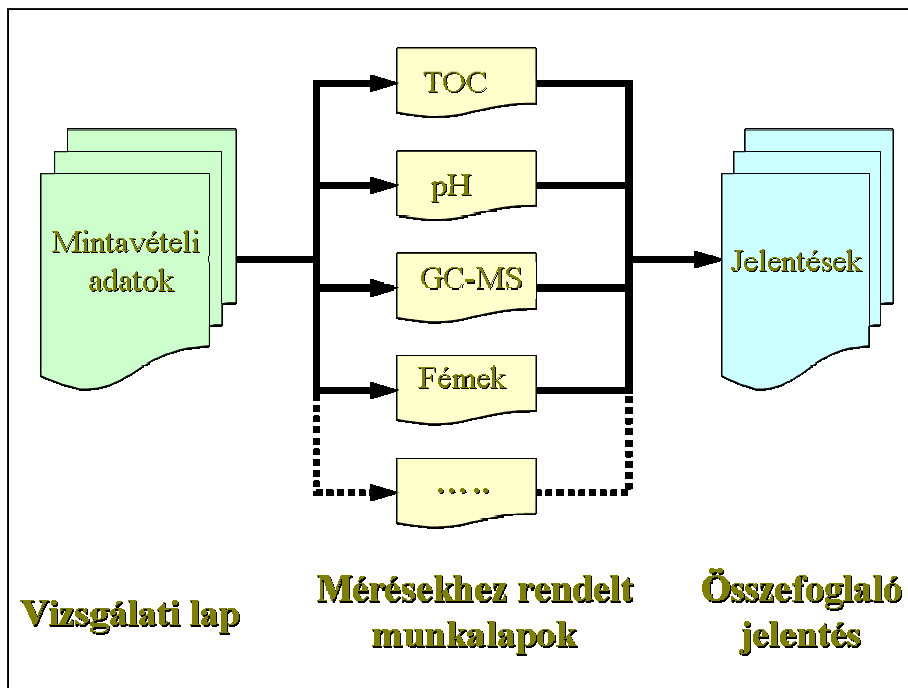 TOC
pH
GC-MS
Fémek
.....
Mintavételi
adatok
Jelentések
Vizsgálati lap
Mérésekhez rendelt
munkalapok
Összefoglaló
jelentés